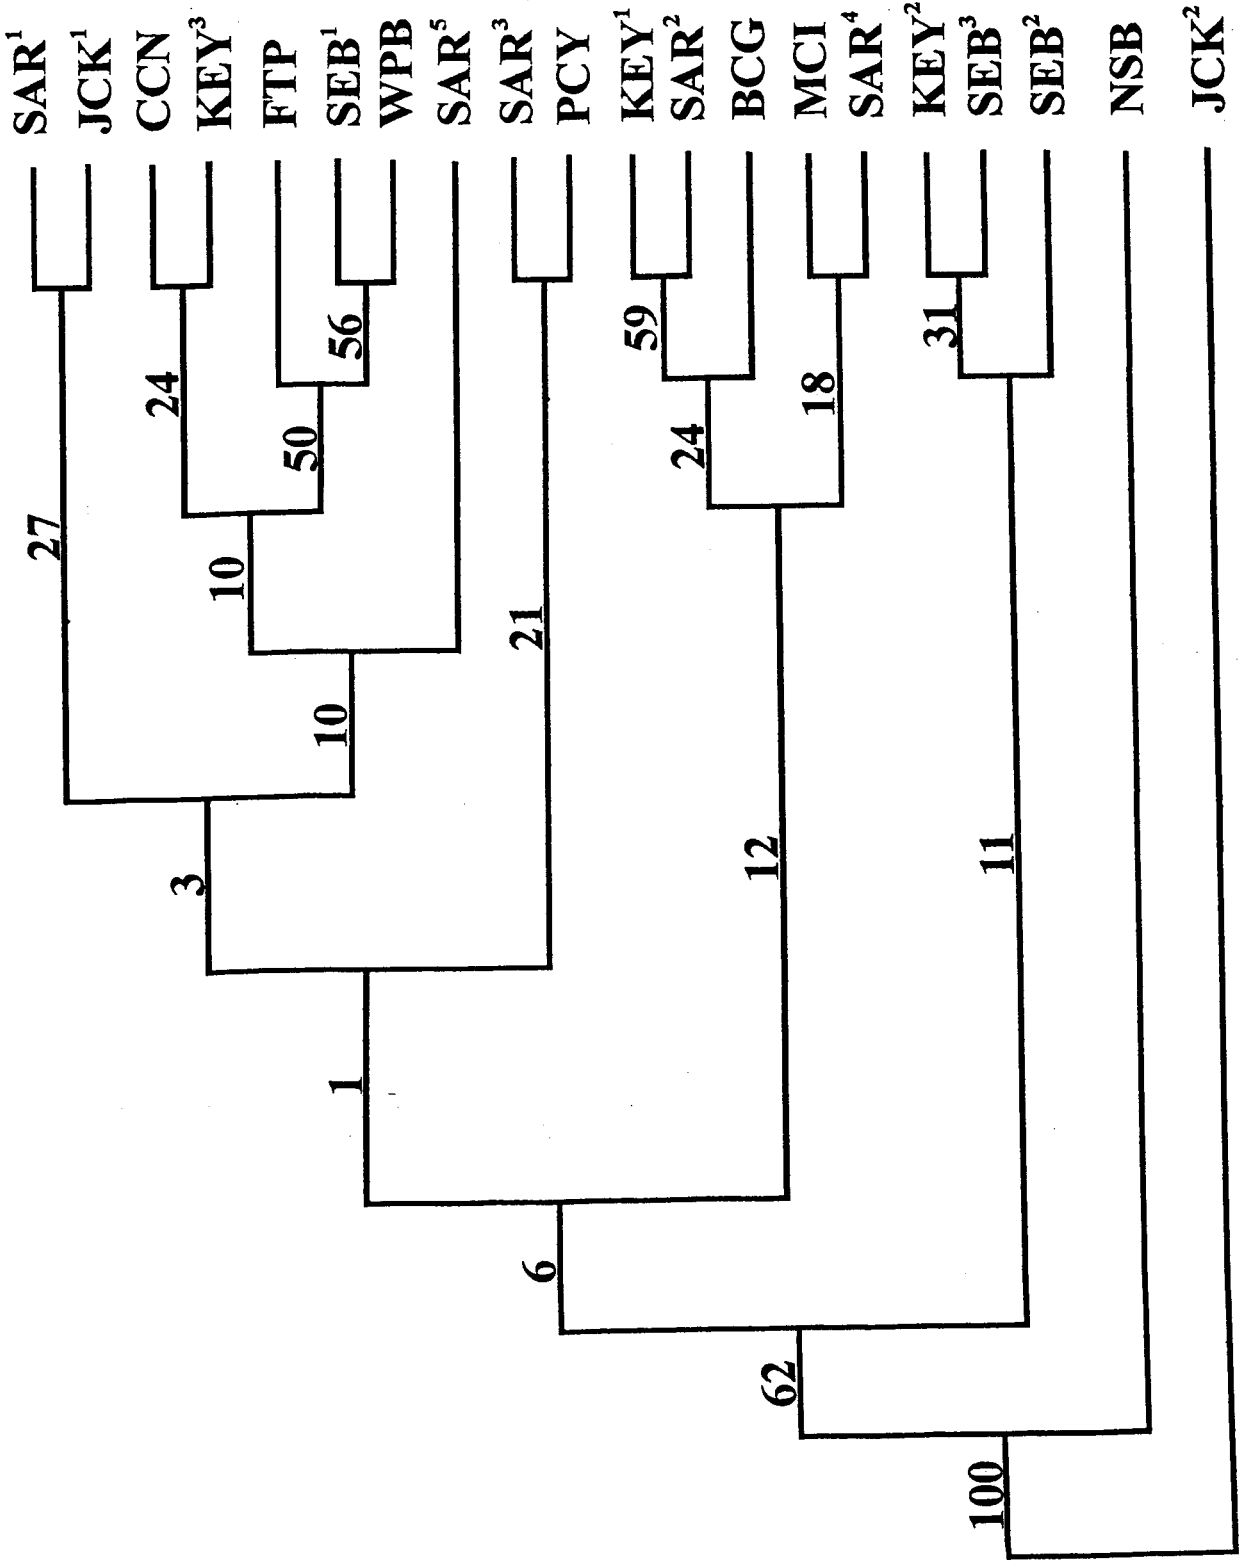 SAR¹
JCK¹
CCN
KEY³
FTP
SEB¹
WPB
SAR⁵
SAR³
PCY
KEY¹
SAR²
BCG
MCI
SAR⁴
KEY²
SEB³
SEB²
NSB
JCK²
27
24
56
50
10
10
3
21
59
24
18
12
31
11
1
6
62
100